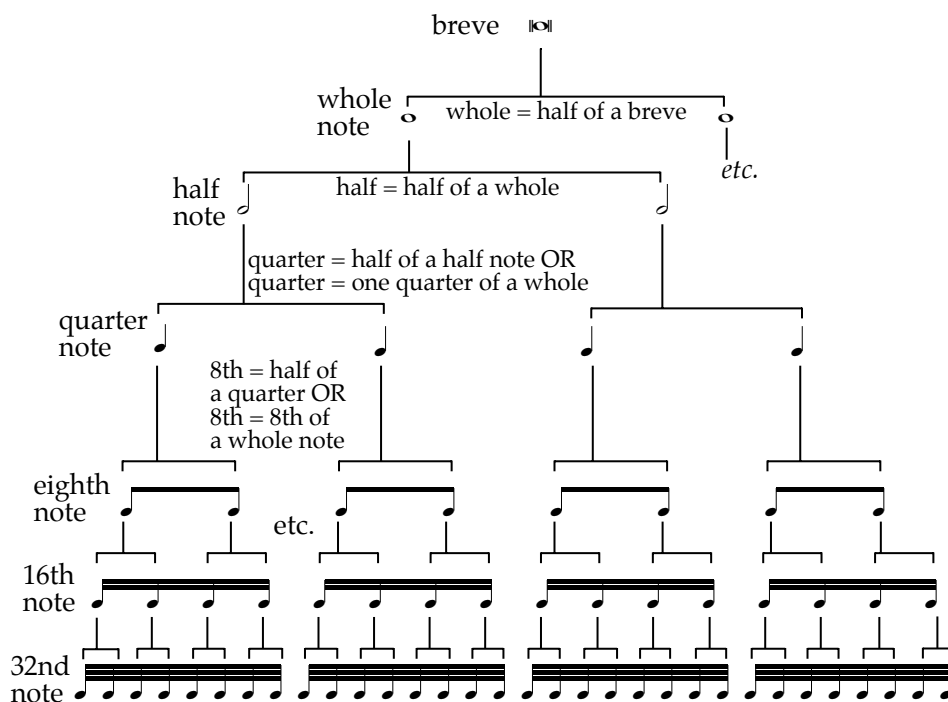 breve
whole
note
whole = half of a breve
etc.
half
note
half = half of a whole
quarter = half of a half note OR
quarter = one quarter of a whole
quarter
note
8th = half of
a quarter OR
8th = 8th of
a whole note
eighth
note
etc.
16th
note
32nd
note